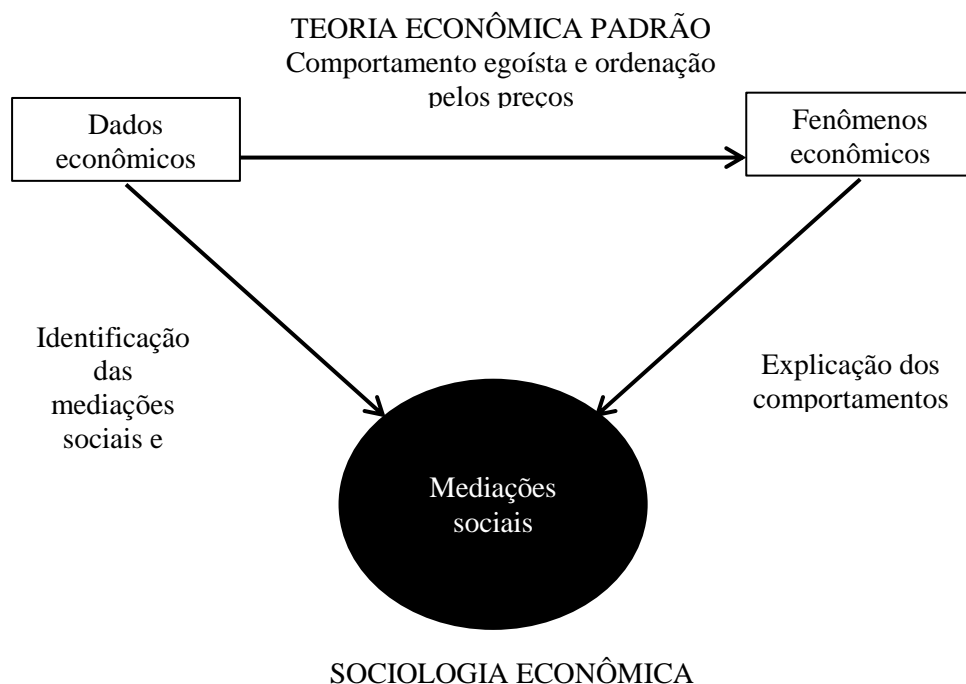 TEORIA ECONÔMICA PADRÃO
Comportamento egoísta e ordenação
pelos preços
Dados
econômicos
Fenômenos
econômicos
Identificação
das
mediações
sociais e
Explicação dos
comportamentos
Mediações
sociais
SOCIOLOGIA ECONÔMICA